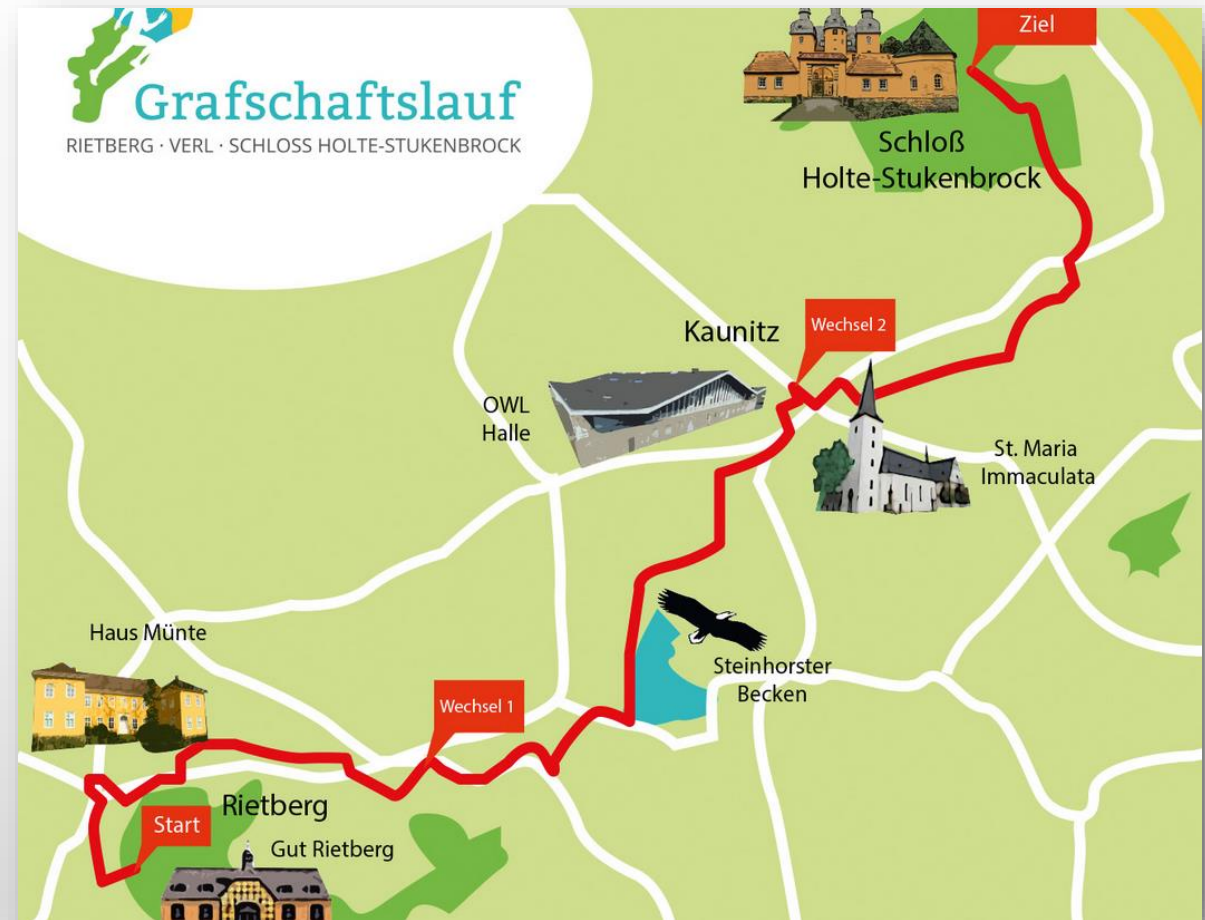 Grafschaftslauf
RIETBERG · VERL · SCHLOSS HOLTE-STUKENBROCK
Ziel
Schloß
Holte-Stukenbrock
Kaunitz
Wechsel 2
OWL
Halle
St. Maria
Immaculata
Haus Münte
Steinhorster
Becken
Wechsel 1
Rietberg
Start
Gut Rietberg